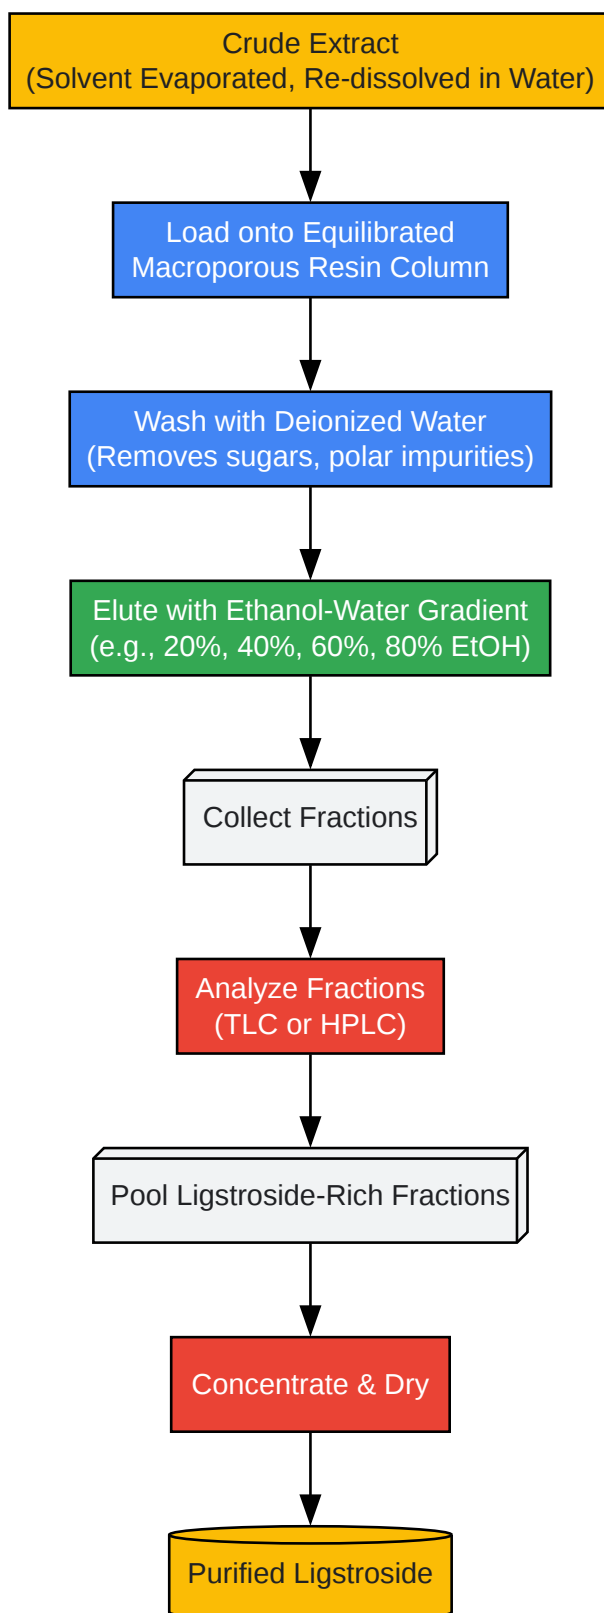 Crude Extract
(Solvent Evaporated, Re-dissolved in Water)
Load onto Equilibrated
Macroporous Resin Column
Wash with Deionized Water
(Removes sugars, polar impurities)
Elute with Ethanol-Water Gradient
(e.g., 20%, 40%, 60%, 80% EtOH)
Collect Fractions
Analyze Fractions
(TLC or HPLC)
Pool Ligstroside-Rich Fractions
Concentrate & Dry
Purified Ligstroside